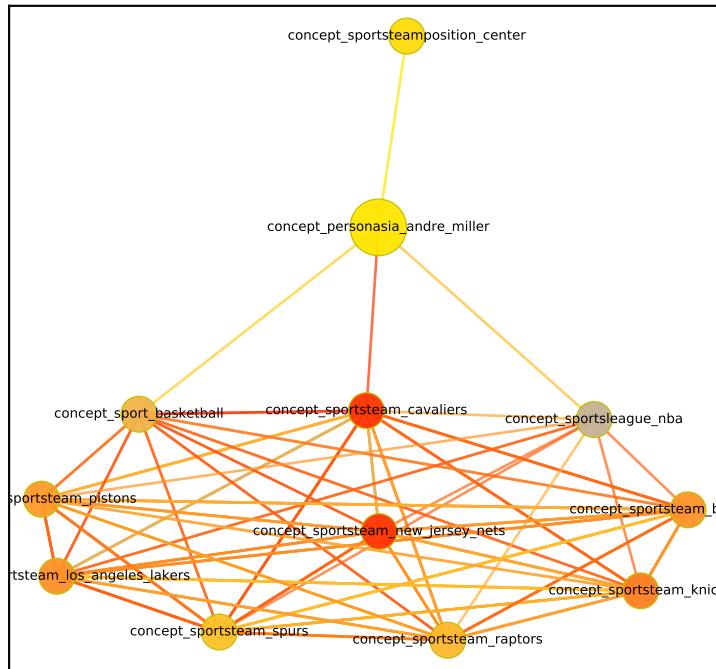 concept_sportsteamposition_center
concept_personasia_andre_miller
concept_sport_basketball
concept_sportsteam_cavaliers
concept_sportsleague_nba
sportsteam_pistons
concept_sportsteam_b
concept_sportsteam_new_jersey_nets
rtsteam_los_angeles_lakers
concept_sportsteam_knic
concept_sportsteam_spurs
concept_sportsteam_raptors